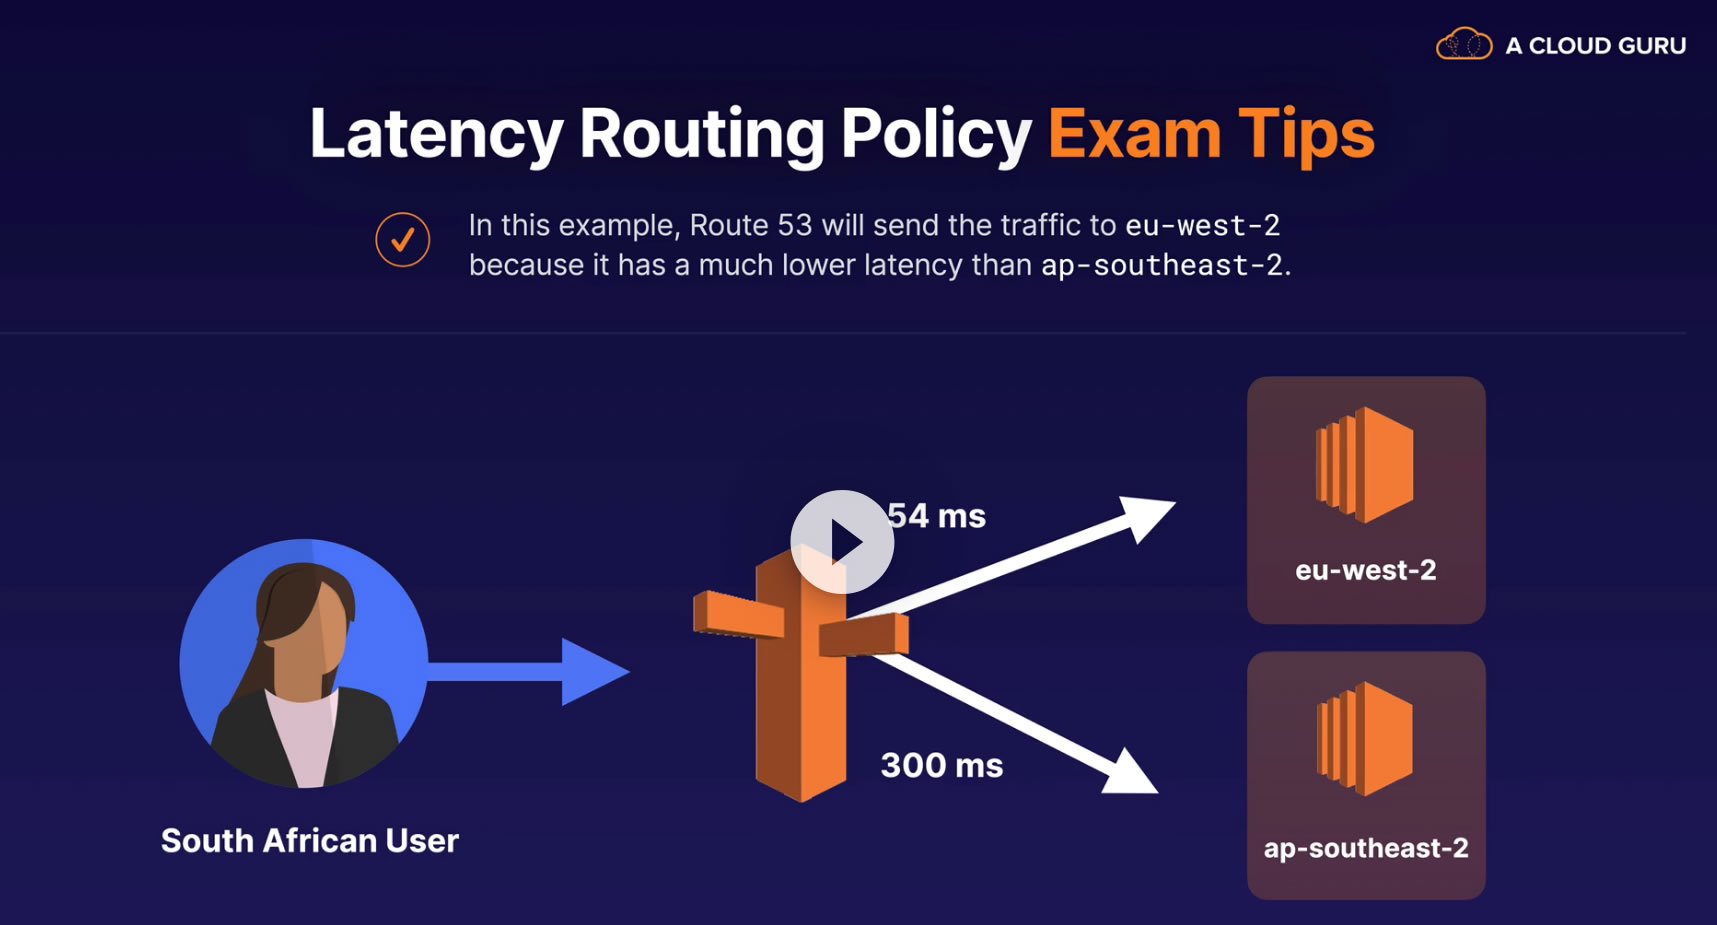 A CLOUD GURU
Latency Routing Policy Exam Tips
In this example, Route 53 will send the traffic to eu-west-2
because it has a much lower latency than ap-southeast-2.
54 ms
eu-west-2
300 ms
South African User
ap-southeast-2